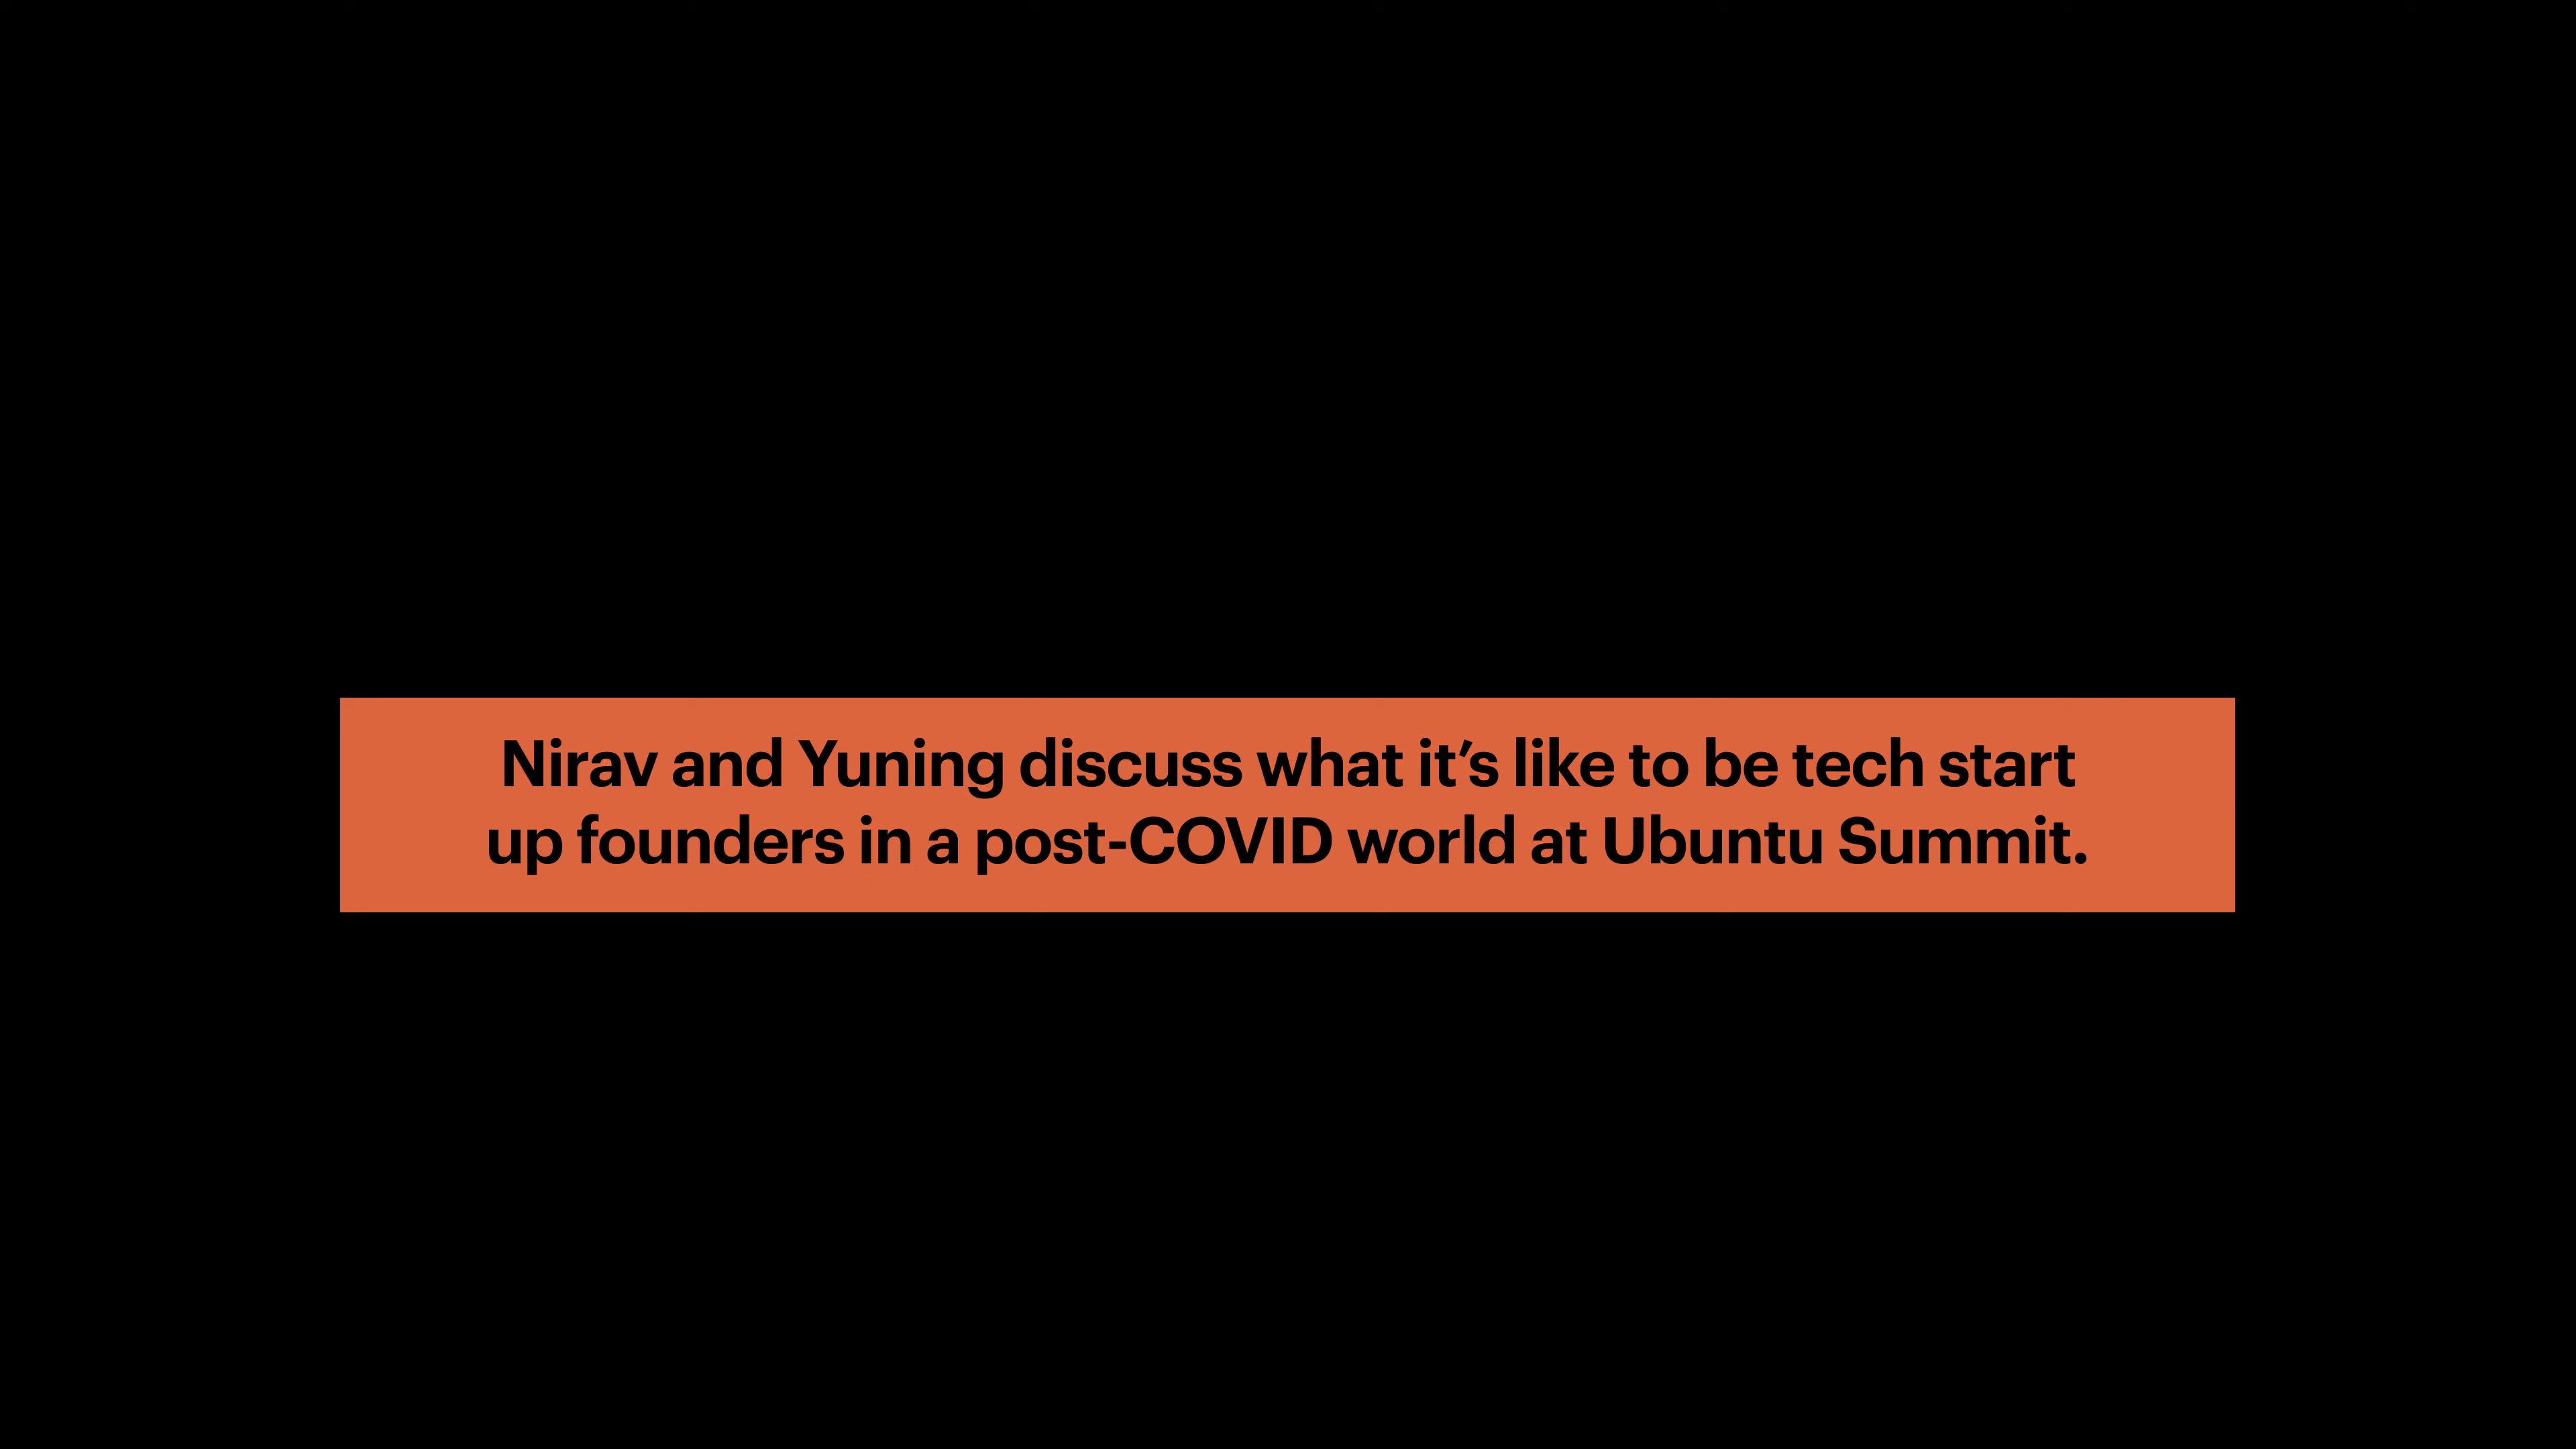 Nirav and Yuning discuss what it’s like to be tech start
up founders in a post-COVID world at Ubuntu Summit.